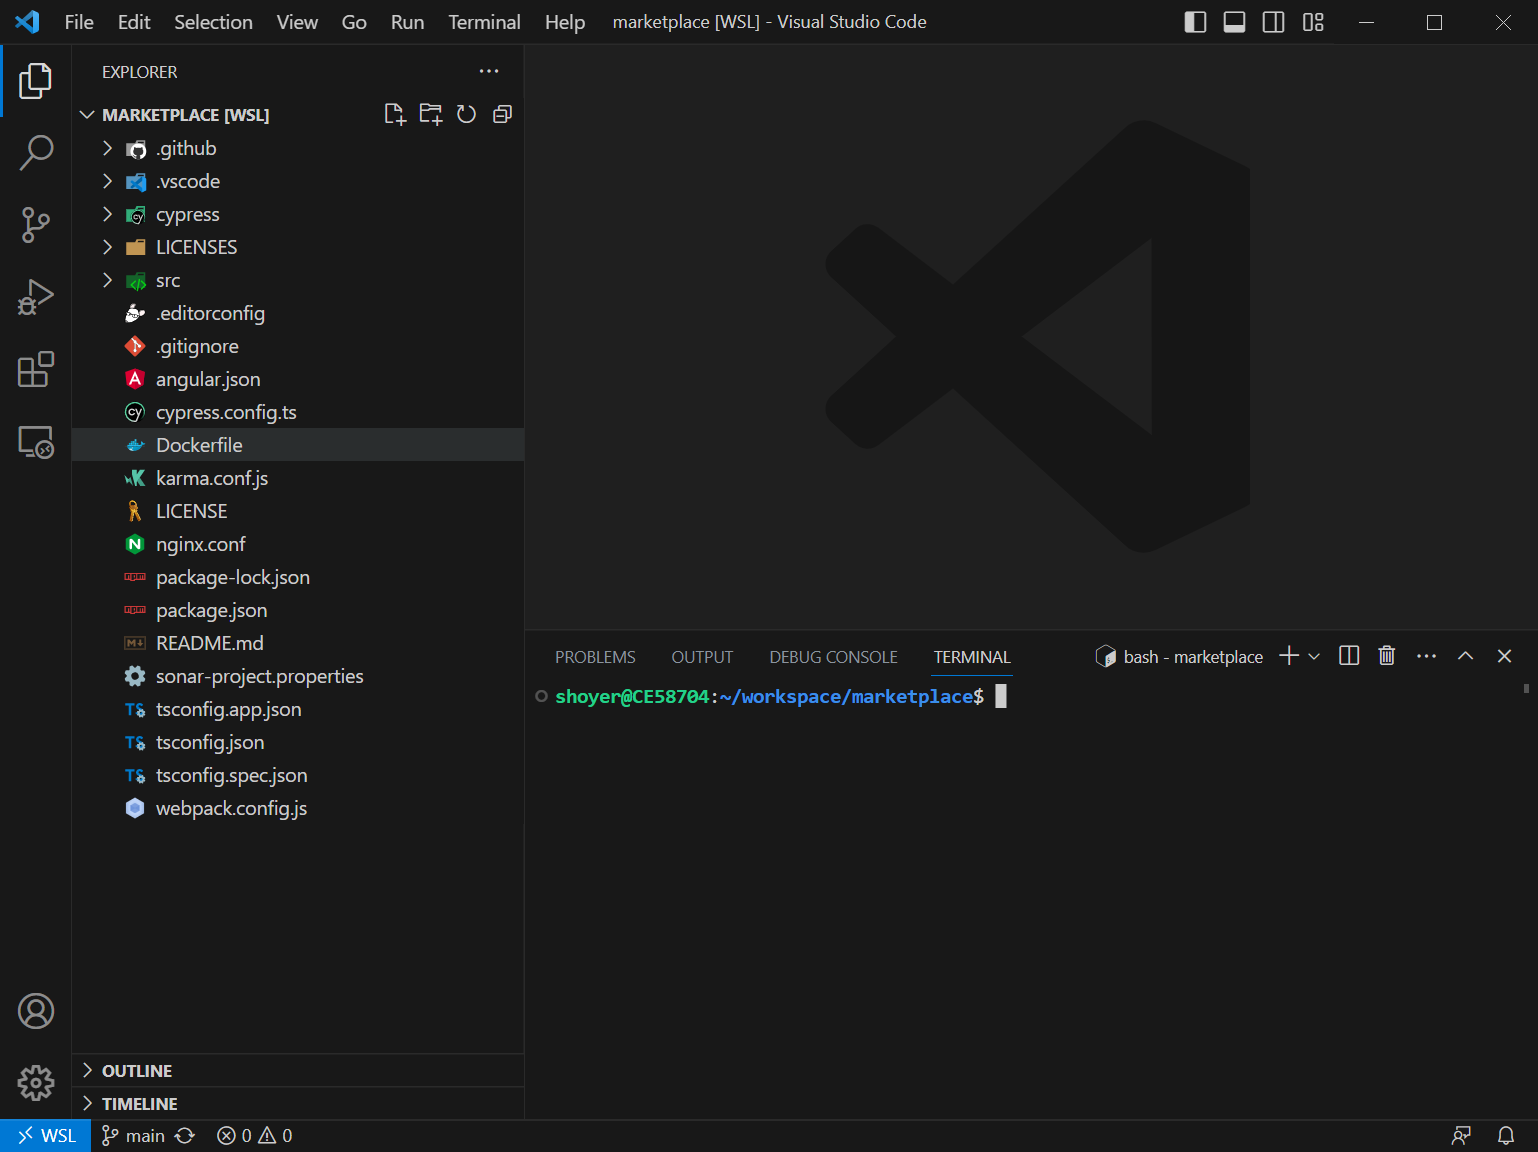 File Edit Selection View Go Run Terminal Help marketplace [WSL] - Visual Studio Code
EXPLORER
MARKETPLACE [WSL]
.github
.vscode
cypress
LICENSES
src
.editorconfig
.gitignore
angular.json
cypress.config.ts
Dockerfile
karma.conf.js
LICENSE
nginx.conf
package-lock.json
package.json
README.md
sonar-project.properties
tsconfig.app.json
tsconfig.json
tsconfig.spec.json
webpack.config.js
OUTLINE
TIMELINE
PROBLEMS OUTPUT DEBUG CONSOLE TERMINAL bash - marketplace
shoyer@CE58704:~/workspace/marketplace$
WSL main 0 0